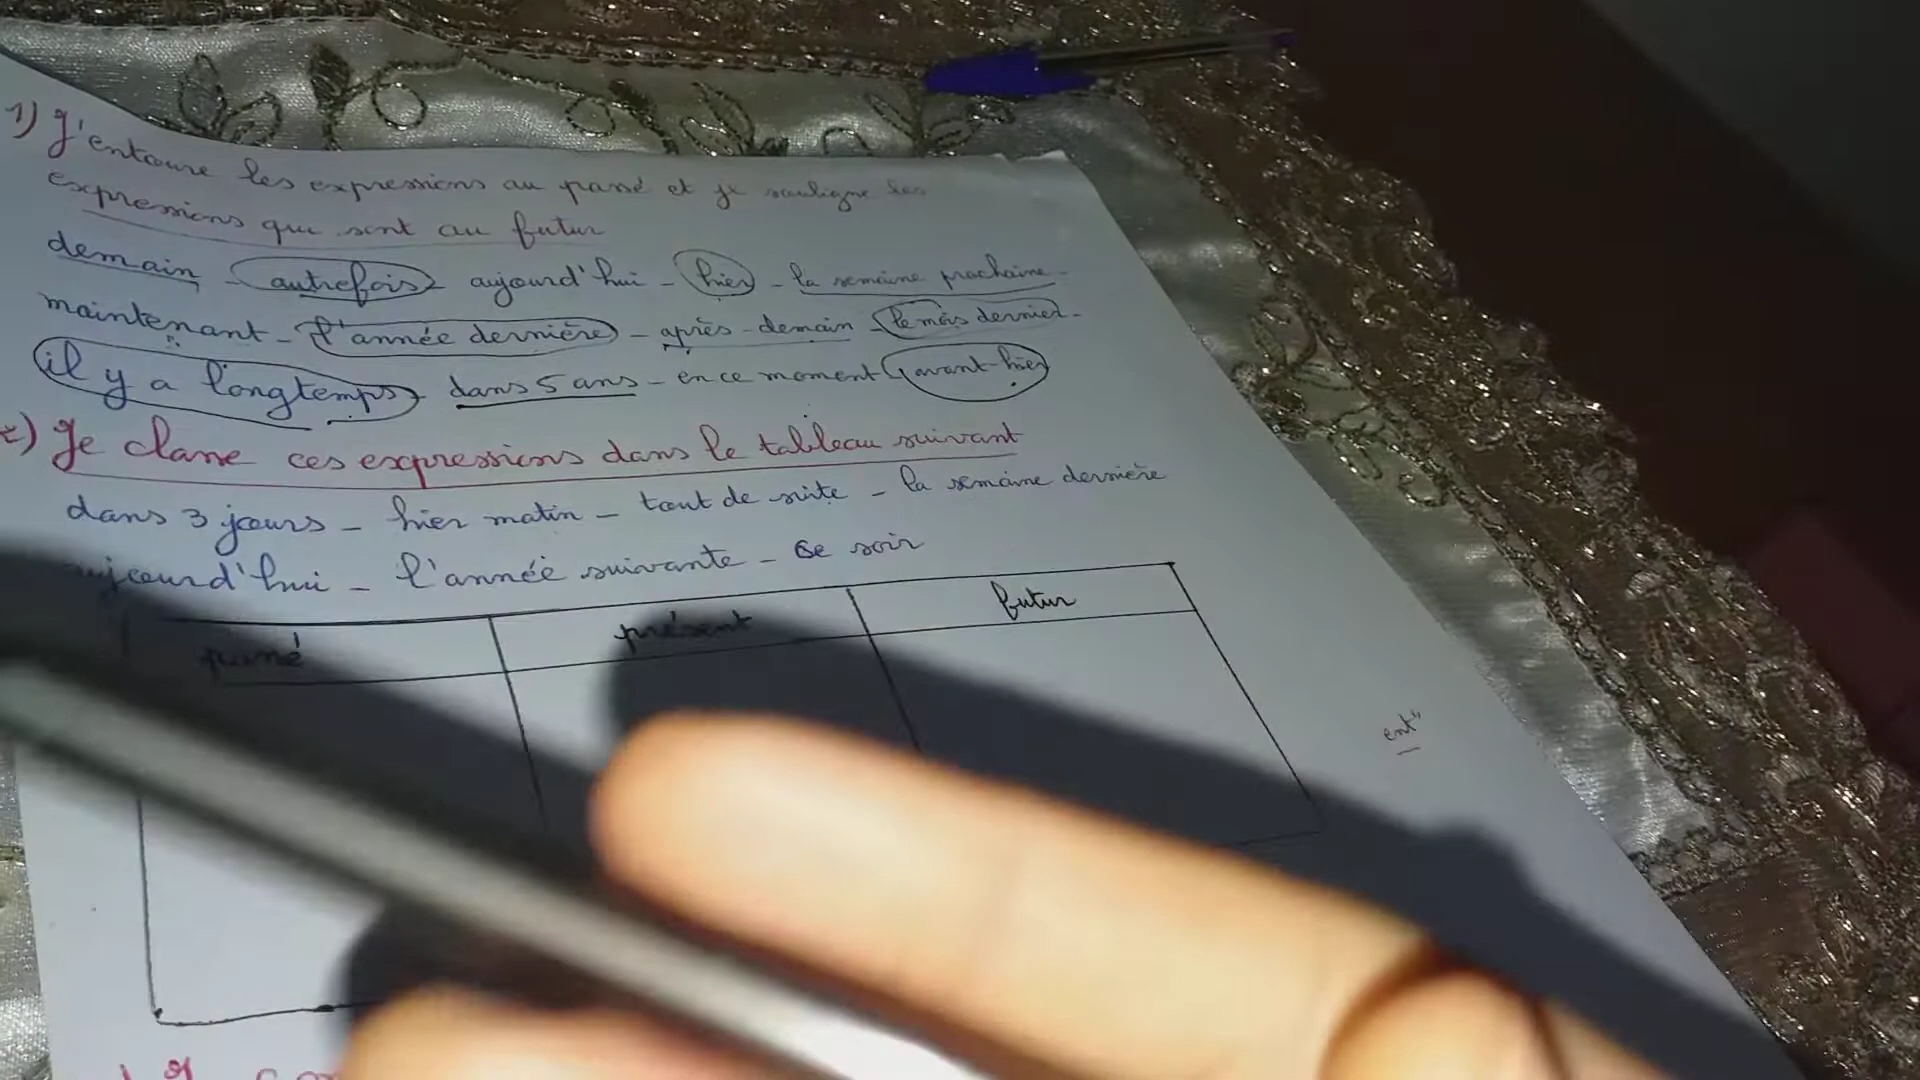 1) J'entoure les expressions au passé et je souligne les
expressions qui sont au futur
demain - autrefois - aujourd'hui - hier - la semaine prochaine -
maintenant - l'année dernière - après-demain - le mois dernier -
il y a longtemps - dans 5 ans - en ce moment - avant-hier
2) Je classe ces expressions dans le tableau suivant
dans 3 jours - hier matin - tout de suite - la semaine dernière
aujourd'hui - l'année suivante - ce soir
passé présent futur
ent"